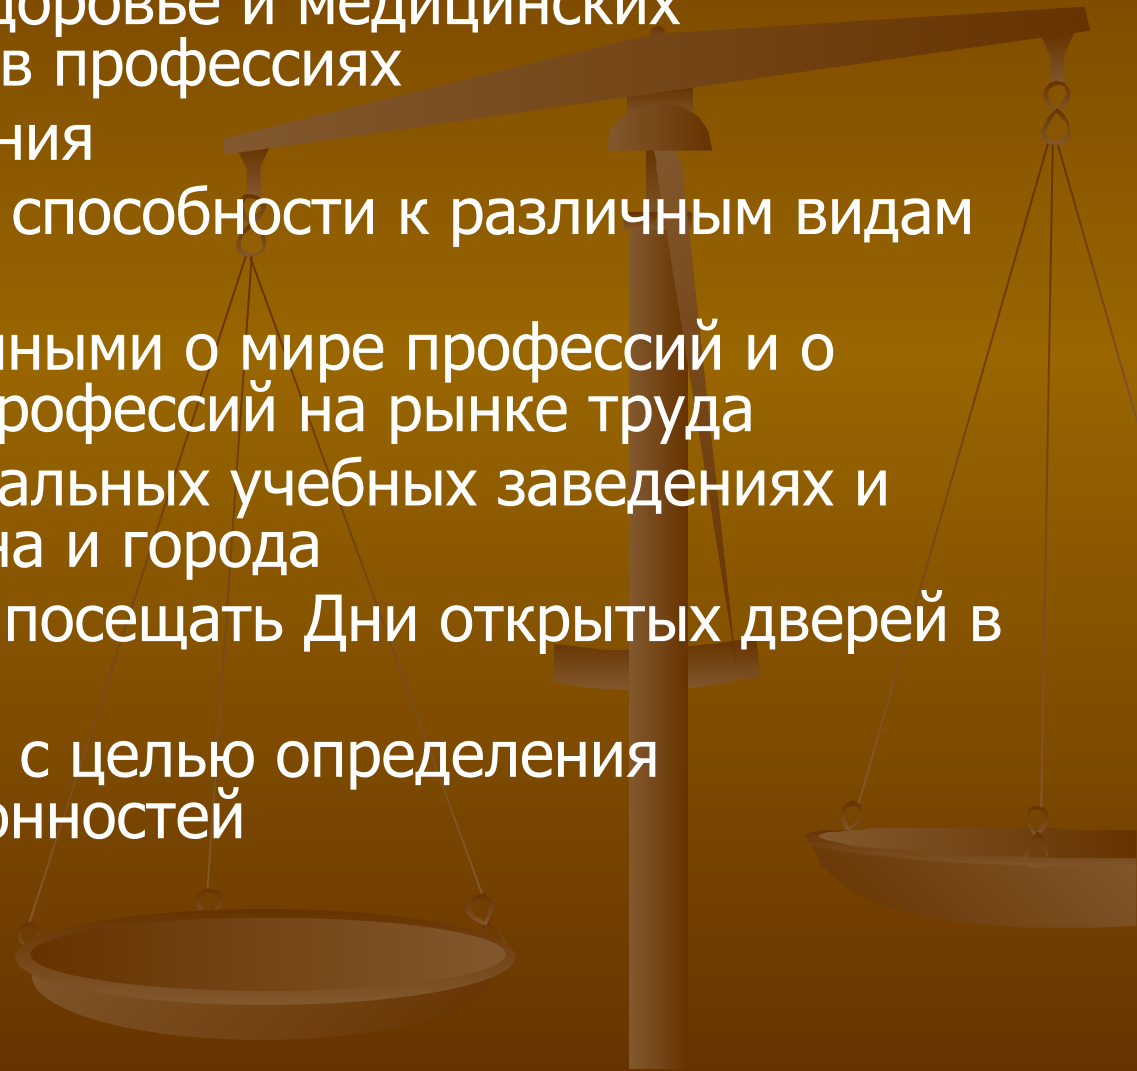 доровье и медицинских
в профессиях
ния
способности к различным видам
ными о мире профессий и о
рофессий на рынке труда
альных учебных заведениях и
на и города
посещать Дни открытых дверей в
с целью определения
онностей